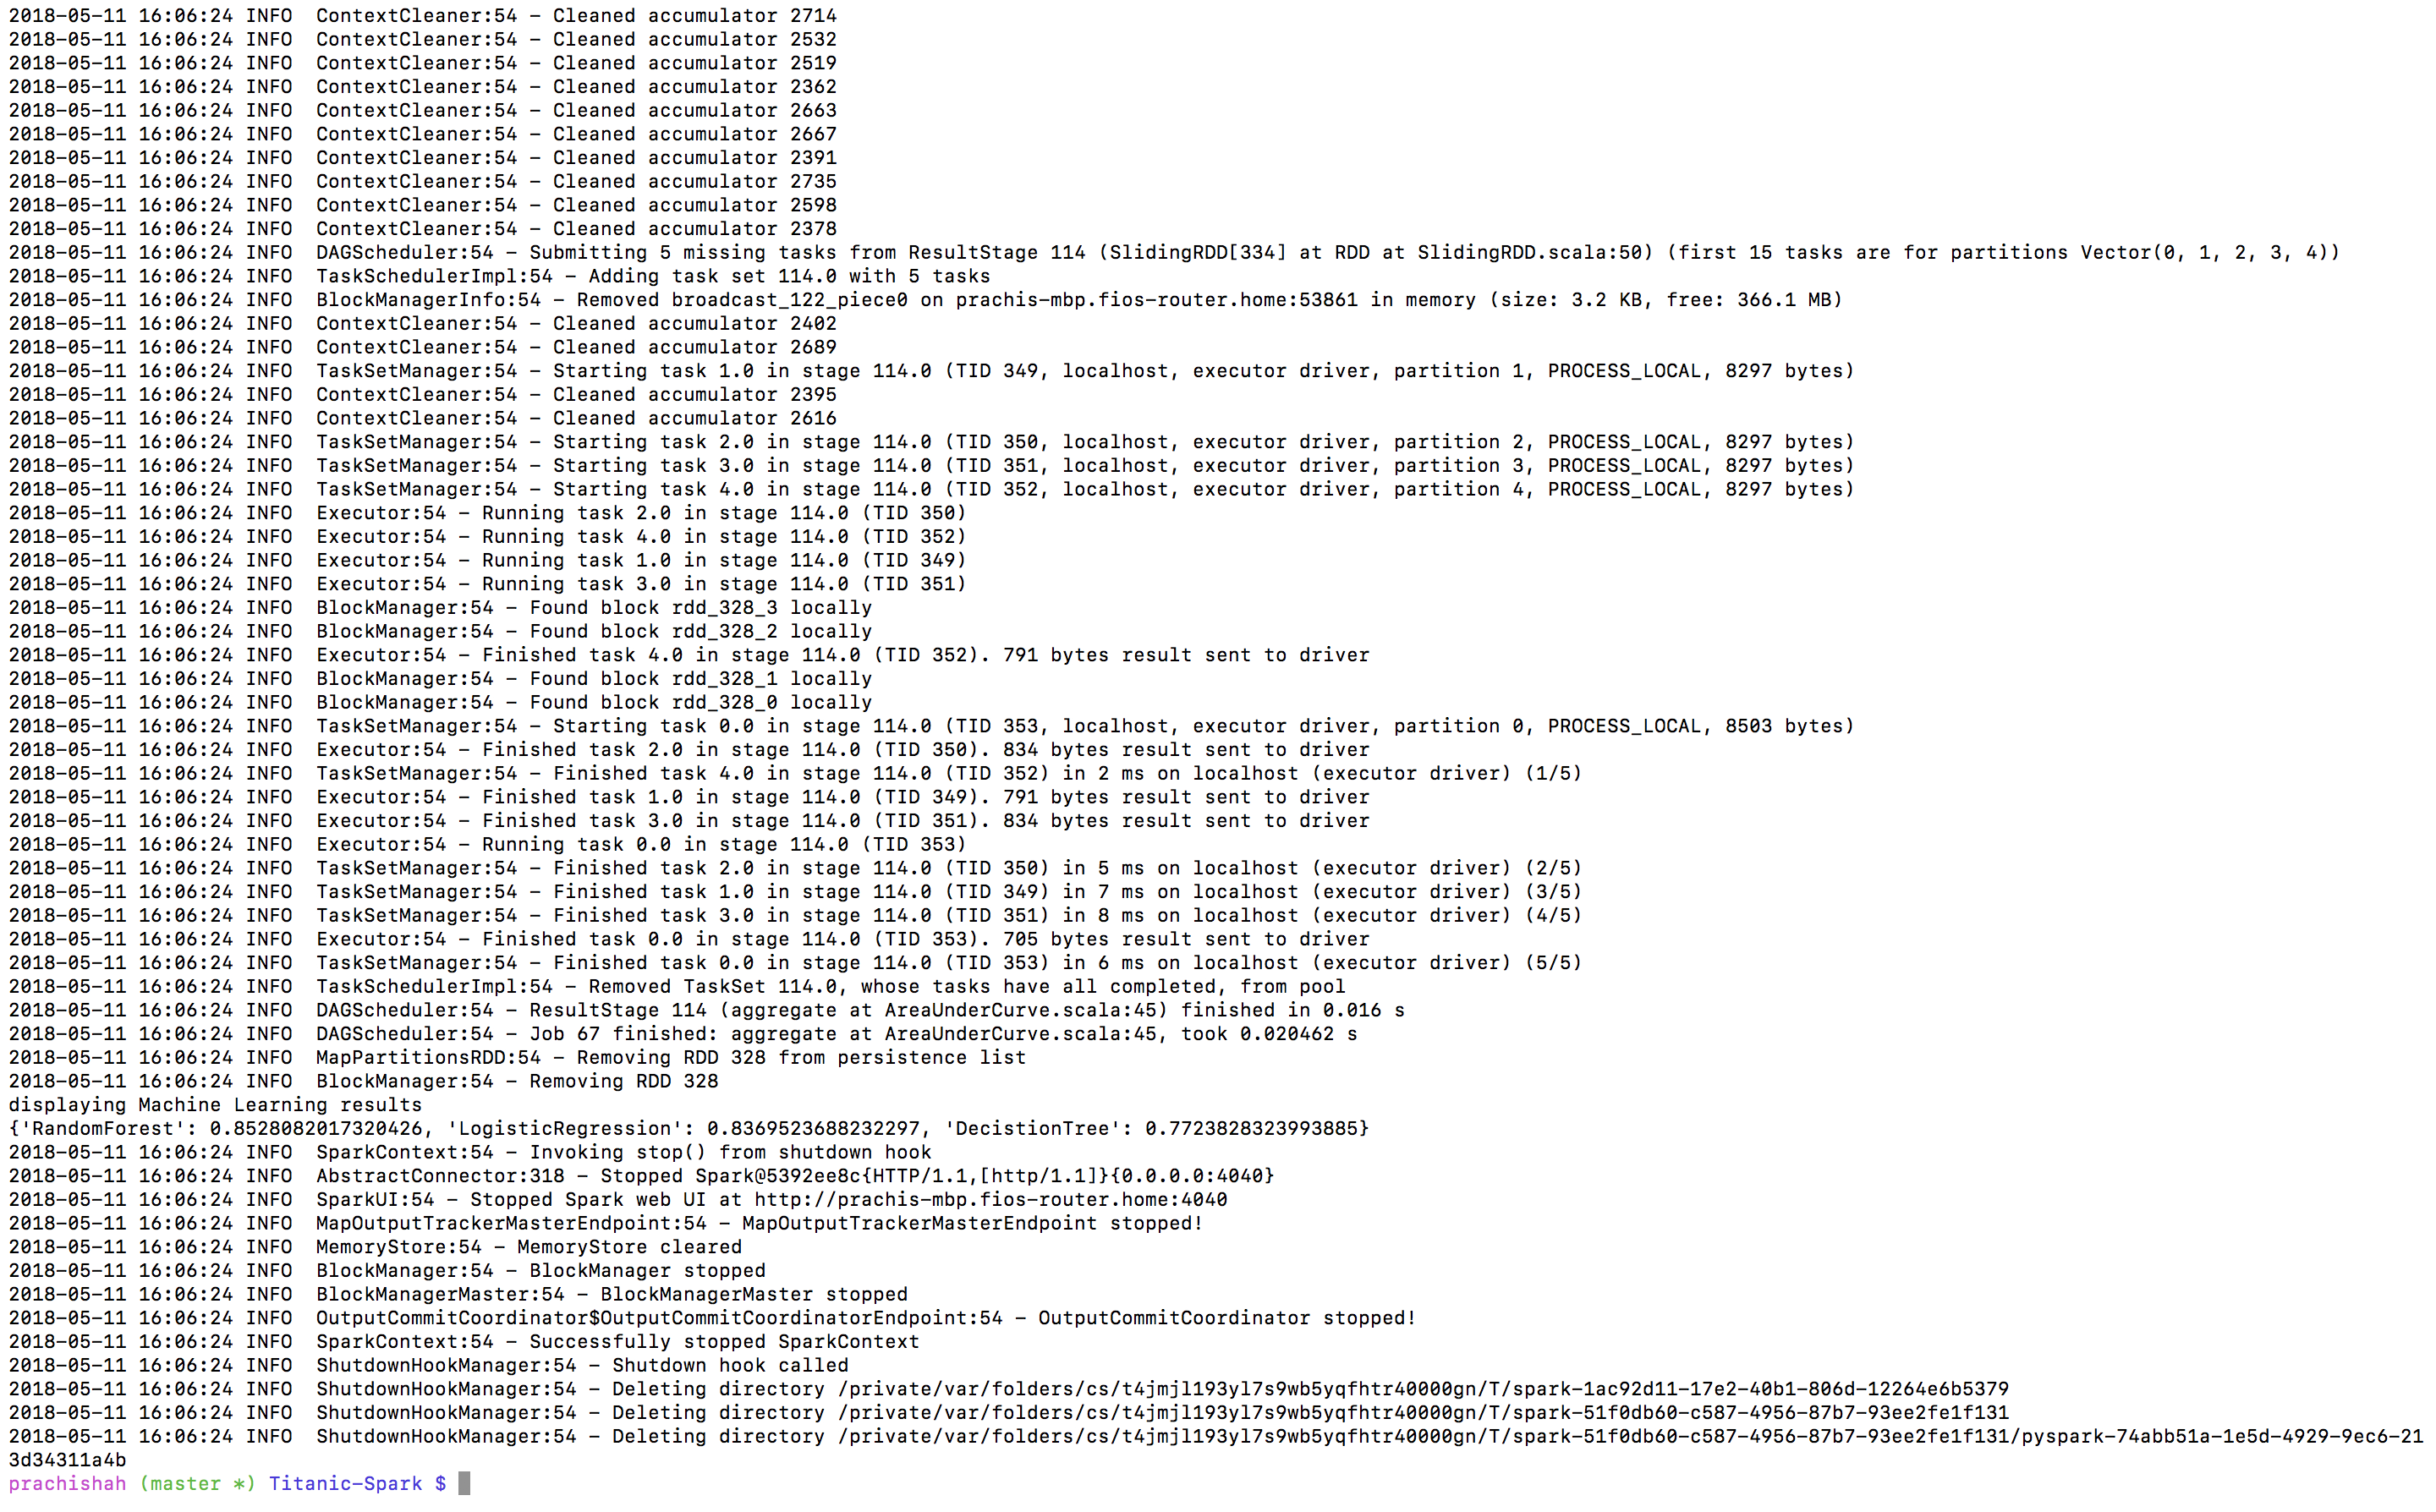 2018-05-11 16:06:24 INFO  ContextCleaner:54 - Cleaned accumulator 2714
2018-05-11 16:06:24 INFO  ContextCleaner:54 - Cleaned accumulator 2532
2018-05-11 16:06:24 INFO  ContextCleaner:54 - Cleaned accumulator 2519
2018-05-11 16:06:24 INFO  ContextCleaner:54 - Cleaned accumulator 2362
2018-05-11 16:06:24 INFO  ContextCleaner:54 - Cleaned accumulator 2663
2018-05-11 16:06:24 INFO  ContextCleaner:54 - Cleaned accumulator 2667
2018-05-11 16:06:24 INFO  ContextCleaner:54 - Cleaned accumulator 2391
2018-05-11 16:06:24 INFO  ContextCleaner:54 - Cleaned accumulator 2735
2018-05-11 16:06:24 INFO  ContextCleaner:54 - Cleaned accumulator 2598
2018-05-11 16:06:24 INFO  ContextCleaner:54 - Cleaned accumulator 2378
2018-05-11 16:06:24 INFO  DAGScheduler:54 - Submitting 5 missing tasks from ResultStage 114 (SlidingRDD[334] at RDD at SlidingRDD.scala:50) (first 15 tasks are for partitions Vector(0, 1, 2, 3, 4))
2018-05-11 16:06:24 INFO  TaskSchedulerImpl:54 - Adding task set 114.0 with 5 tasks
2018-05-11 16:06:24 INFO  BlockManagerInfo:54 - Removed broadcast_122_piece0 on prachis-mbp.fios-router.home:53861 in memory (size: 3.2 KB, free: 366.1 MB)
2018-05-11 16:06:24 INFO  ContextCleaner:54 - Cleaned accumulator 2402
2018-05-11 16:06:24 INFO  ContextCleaner:54 - Cleaned accumulator 2689
2018-05-11 16:06:24 INFO  TaskSetManager:54 - Starting task 1.0 in stage 114.0 (TID 349, localhost, executor driver, partition 1, PROCESS_LOCAL, 8297 bytes)
2018-05-11 16:06:24 INFO  ContextCleaner:54 - Cleaned accumulator 2395
2018-05-11 16:06:24 INFO  ContextCleaner:54 - Cleaned accumulator 2616
2018-05-11 16:06:24 INFO  TaskSetManager:54 - Starting task 2.0 in stage 114.0 (TID 350, localhost, executor driver, partition 2, PROCESS_LOCAL, 8297 bytes)
2018-05-11 16:06:24 INFO  TaskSetManager:54 - Starting task 3.0 in stage 114.0 (TID 351, localhost, executor driver, partition 3, PROCESS_LOCAL, 8297 bytes)
2018-05-11 16:06:24 INFO  TaskSetManager:54 - Starting task 4.0 in stage 114.0 (TID 352, localhost, executor driver, partition 4, PROCESS_LOCAL, 8297 bytes)
2018-05-11 16:06:24 INFO  Executor:54 - Running task 2.0 in stage 114.0 (TID 350)
2018-05-11 16:06:24 INFO  Executor:54 - Running task 4.0 in stage 114.0 (TID 352)
2018-05-11 16:06:24 INFO  Executor:54 - Running task 1.0 in stage 114.0 (TID 349)
2018-05-11 16:06:24 INFO  Executor:54 - Running task 3.0 in stage 114.0 (TID 351)
2018-05-11 16:06:24 INFO  BlockManager:54 - Found block rdd_328_3 locally
2018-05-11 16:06:24 INFO  BlockManager:54 - Found block rdd_328_2 locally
2018-05-11 16:06:24 INFO  Executor:54 - Finished task 4.0 in stage 114.0 (TID 352). 791 bytes result sent to driver
2018-05-11 16:06:24 INFO  BlockManager:54 - Found block rdd_328_1 locally
2018-05-11 16:06:24 INFO  BlockManager:54 - Found block rdd_328_0 locally
2018-05-11 16:06:24 INFO  TaskSetManager:54 - Starting task 0.0 in stage 114.0 (TID 353, localhost, executor driver, partition 0, PROCESS_LOCAL, 8503 bytes)
2018-05-11 16:06:24 INFO  Executor:54 - Finished task 2.0 in stage 114.0 (TID 350). 834 bytes result sent to driver
2018-05-11 16:06:24 INFO  TaskSetManager:54 - Finished task 4.0 in stage 114.0 (TID 352) in 2 ms on localhost (executor driver) (1/5)
2018-05-11 16:06:24 INFO  Executor:54 - Finished task 1.0 in stage 114.0 (TID 349). 791 bytes result sent to driver
2018-05-11 16:06:24 INFO  Executor:54 - Finished task 3.0 in stage 114.0 (TID 351). 834 bytes result sent to driver
2018-05-11 16:06:24 INFO  Executor:54 - Running task 0.0 in stage 114.0 (TID 353)
2018-05-11 16:06:24 INFO  TaskSetManager:54 - Finished task 2.0 in stage 114.0 (TID 350) in 5 ms on localhost (executor driver) (2/5)
2018-05-11 16:06:24 INFO  TaskSetManager:54 - Finished task 1.0 in stage 114.0 (TID 349) in 7 ms on localhost (executor driver) (3/5)
2018-05-11 16:06:24 INFO  TaskSetManager:54 - Finished task 3.0 in stage 114.0 (TID 351) in 8 ms on localhost (executor driver) (4/5)
2018-05-11 16:06:24 INFO  Executor:54 - Finished task 0.0 in stage 114.0 (TID 353). 705 bytes result sent to driver
2018-05-11 16:06:24 INFO  TaskSetManager:54 - Finished task 0.0 in stage 114.0 (TID 353) in 6 ms on localhost (executor driver) (5/5)
2018-05-11 16:06:24 INFO  TaskSchedulerImpl:54 - Removed TaskSet 114.0, whose tasks have all completed, from pool
2018-05-11 16:06:24 INFO  DAGScheduler:54 - ResultStage 114 (aggregate at AreaUnderCurve.scala:45) finished in 0.016 s
2018-05-11 16:06:24 INFO  DAGScheduler:54 - Job 67 finished: aggregate at AreaUnderCurve.scala:45, took 0.020462 s
2018-05-11 16:06:24 INFO  MapPartitionsRDD:54 - Removing RDD 328 from persistence list
2018-05-11 16:06:24 INFO  BlockManager:54 - Removing RDD 328
displaying Machine Learning results
{'RandomForest': 0.8528082017320426, 'LogisticRegression': 0.8369523688232297, 'DecistionTree': 0.7723828323993885}
2018-05-11 16:06:24 INFO  SparkContext:54 - Invoking stop() from shutdown hook
2018-05-11 16:06:24 INFO  AbstractConnector:318 - Stopped Spark@5392ee8c{HTTP/1.1,[http/1.1]}{0.0.0.0:4040}
2018-05-11 16:06:24 INFO  SparkUI:54 - Stopped Spark web UI at http://prachis-mbp.fios-router.home:4040
2018-05-11 16:06:24 INFO  MapOutputTrackerMasterEndpoint:54 - MapOutputTrackerMasterEndpoint stopped!
2018-05-11 16:06:24 INFO  MemoryStore:54 - MemoryStore cleared
2018-05-11 16:06:24 INFO  BlockManager:54 - BlockManager stopped
2018-05-11 16:06:24 INFO  BlockManagerMaster:54 - BlockManagerMaster stopped
2018-05-11 16:06:24 INFO  OutputCommitCoordinator$OutputCommitCoordinatorEndpoint:54 - OutputCommitCoordinator stopped!
2018-05-11 16:06:24 INFO  SparkContext:54 - Successfully stopped SparkContext
2018-05-11 16:06:24 INFO  ShutdownHookManager:54 - Shutdown hook called
2018-05-11 16:06:24 INFO  ShutdownHookManager:54 - Deleting directory /private/var/folders/cs/t4jmjl193yl7s9wb5yqfhtr40000gn/T/spark-1ac92d11-17e2-40b1-806d-12264e6b5379
2018-05-11 16:06:24 INFO  ShutdownHookManager:54 - Deleting directory /private/var/folders/cs/t4jmjl193yl7s9wb5yqfhtr40000gn/T/spark-51f0db60-c587-4956-87b7-93ee2fe1f131
2018-05-11 16:06:24 INFO  ShutdownHookManager:54 - Deleting directory /private/var/folders/cs/t4jmjl193yl7s9wb5yqfhtr40000gn/T/spark-51f0db60-c587-4956-87b7-93ee2fe1f131/pyspark-74abb51a-1e5d-4929-9ec6-21
3d34311a4b
prachishah (master *) Titanic-Spark $